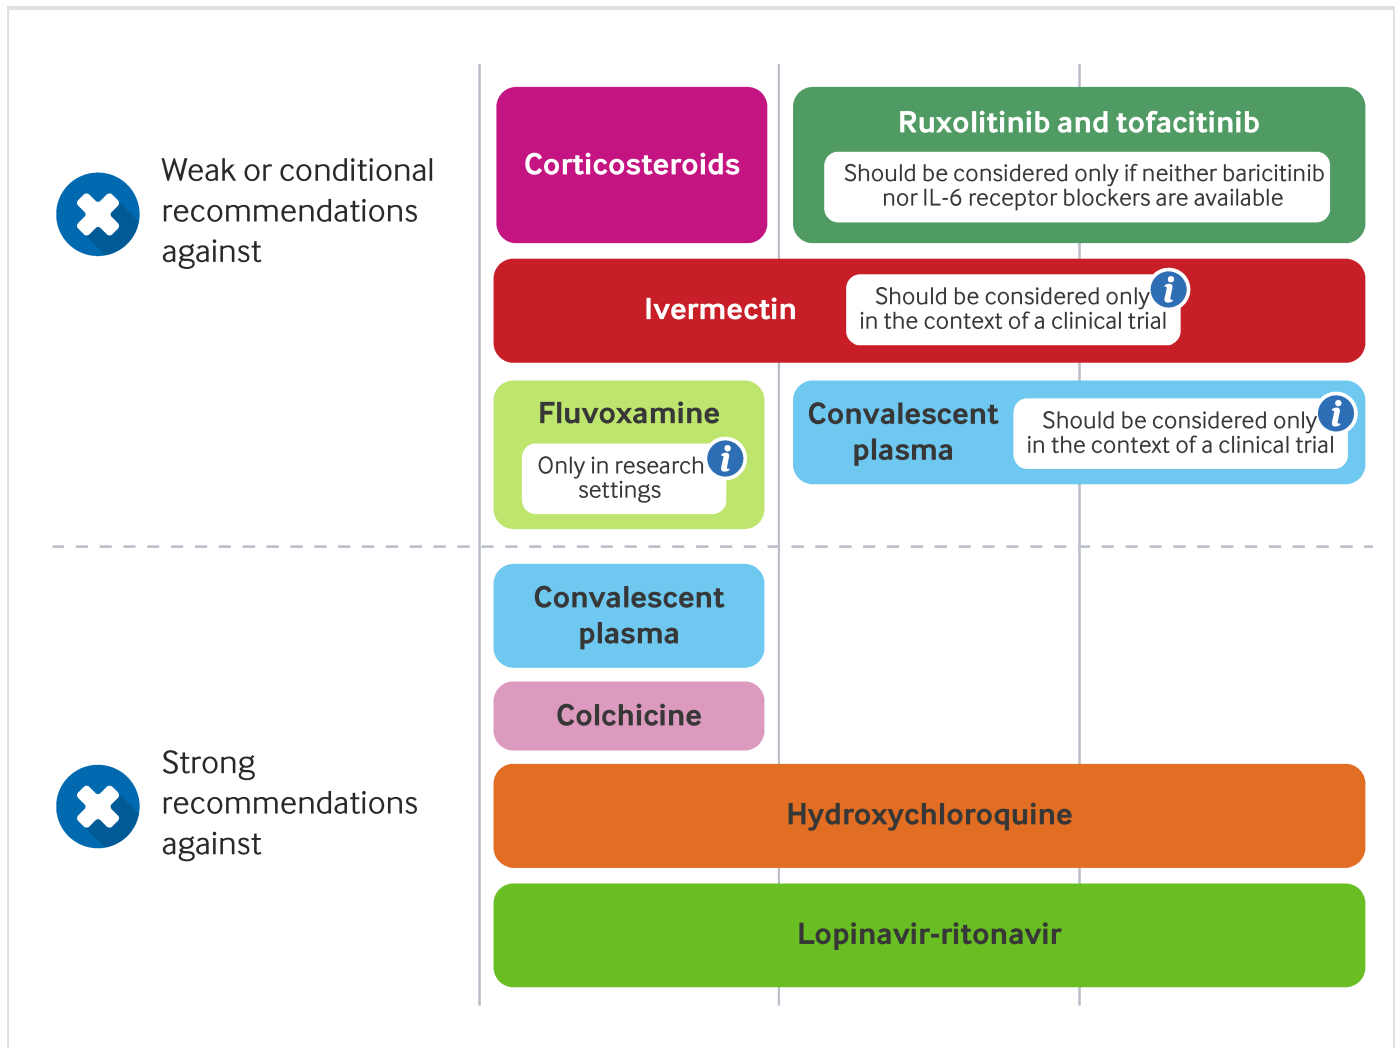 Weak or conditional
recommendations
against
Corticosteroids
Ruxolitinib and tofacitinib
Should be considered only if neither baricitinib
nor IL-6 receptor blockers are available
Ivermectin
Should be considered only
in the context of a clinical trial
i
Fluvoxamine
Only in research
settings
i
Convalescent
plasma
Should be considered only
in the context of a clinical trial
i
Strong
recommendations
against
Convalescent
plasma
Colchicine
Hydroxychloroquine
Lopinavir-ritonavir